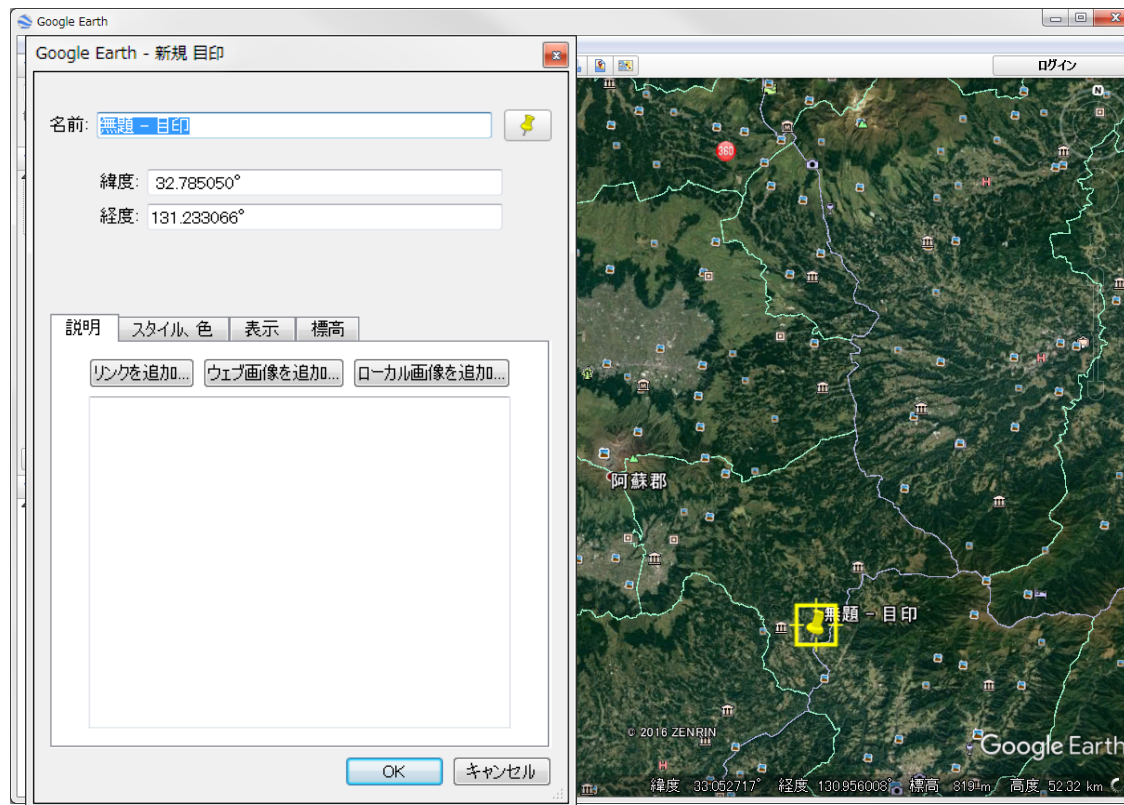 Google Earth
Google Earth - 新規 目印
ログイン
名前: 無題 - 目印
緯度: 32.785050°
経度: 131.233066°
説明
スタイル、色
表示
標高
リンクを追加...
ウェブ画像を追加...
ローカル画像を追加...
OK
キャンセル
N
360
阿蘇郡
無題 - 目印
© 2016 ZENRIN
Google Earth
緯度 33.052717° 経度 130.956008° 標高 819 m 高度 52.32 km